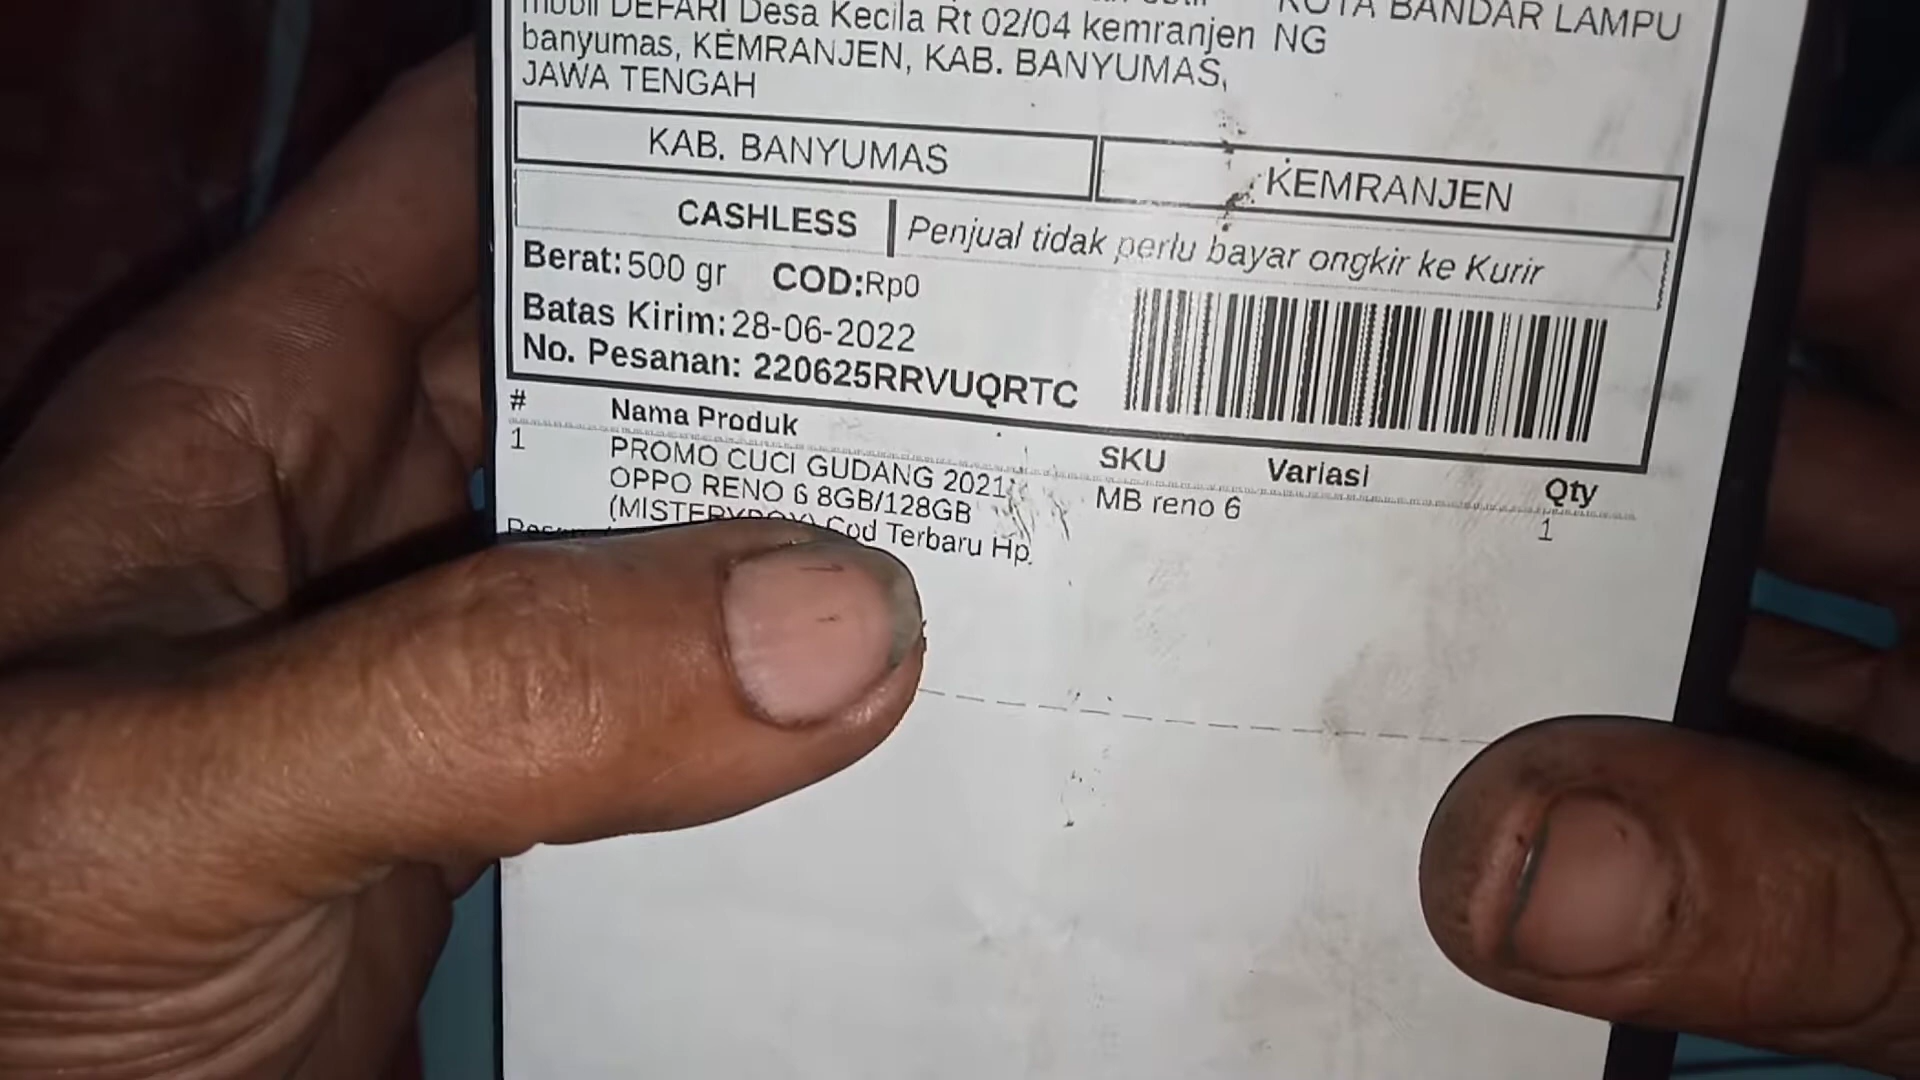 mobil DEFARI Desa Kecila Rt 02/04 kemranjen
banyumas, KEMRANJEN, KAB. BANYUMAS,
JAWA TENGAH
KOTA BANDAR LAMPU
NG
KAB. BANYUMAS
KEMRANJEN
CASHLESS
Penjual tidak perlu bayar ongkir ke Kurir
Berat: 500 gr COD:Rp0
Batas Kirim: 28-06-2022
No. Pesanan: 220625RRVUQRTC
# Nama Produk SKU Variasi Qty
1 PROMO CUCI GUDANG 2021 MB reno 6 1
OPPO RENO 6 8GB/128GB
(MISTERYBOX) Cod Terbaru Hp.